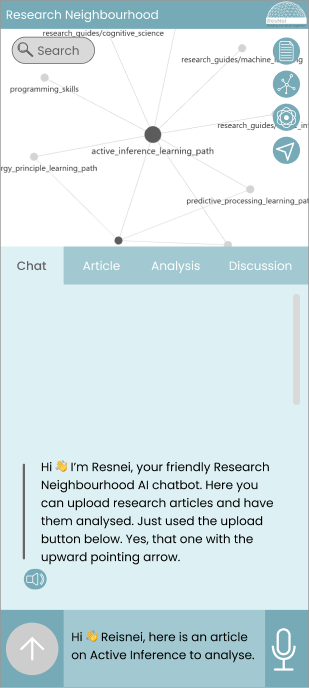 Research Neighbourhood
research_guides/cognitive_science
Search
research_guides/machine_
programming_skills
research_guides/
active_inference_learning_path
rgy_principle_learning_path
predictive_processing_learning_pat
Chat
Article
Analysis
Discussion
Hi 👋 I’m Resnei, your friendly Research
Neighbourhood AI chatbot. Here you
can upload research articles and have
them analysed. Just used the upload
button below. Yes, that one with the
upward pointing arrow.
Hi 👋 Reisnei, here is an article
on Active Inference to analyse.